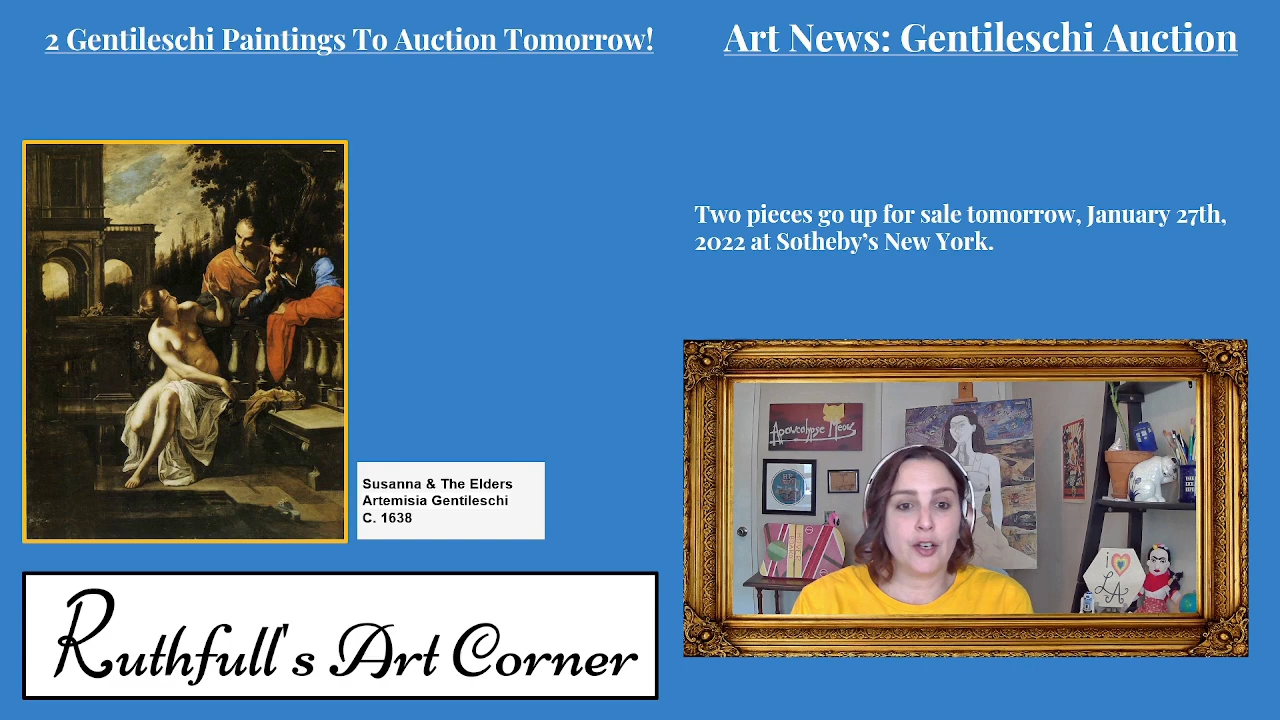 2 Gentileschi Paintings To Auction Tomorrow!
Art News: Gentileschi Auction
Two pieces go up for sale tomorrow, January 27th,
2022 at Sotheby’s New York.
Susanna & The Elders
Artemisia Gentileschi
C. 1638
Ruthfull's Art Corner
Apocalypse Meow
i
LA